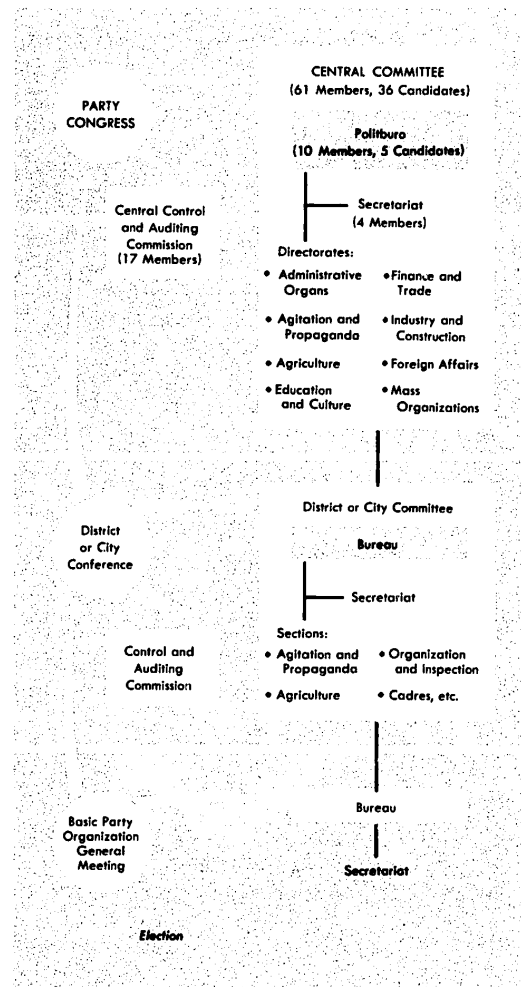 PARTY
CONGRESS
CENTRAL COMMITTEE
(61 Members, 36 Candidates)
Politburo
(10 Members, 5 Candidates)
Secretariat
(4 Members)
Central Control
and Auditing
Commission
(17 Members)
Directorates:
• Administrative
Organs
• Agitation and
Propaganda
• Agriculture
• Education
and Culture
• Finance and
Trade
• Industry and
Construction
• Foreign Affairs
• Mass
Organizations
District
or City
Conference
District or City Committee
Bureau
Secretariat
Control and
Auditing
Commission
Sections:
• Agitation and
Propaganda
• Agriculture
• Organization
and Inspection
• Cadres, etc.
Basic Party
Organization
General
Meeting
Bureau
Secretariat
Election